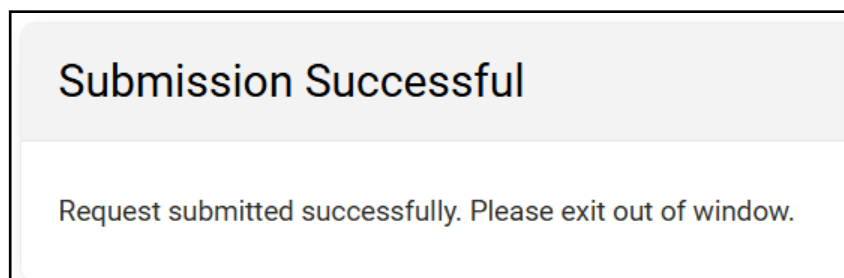 Submission Successful
Request submitted successfully. Please exit out of window.